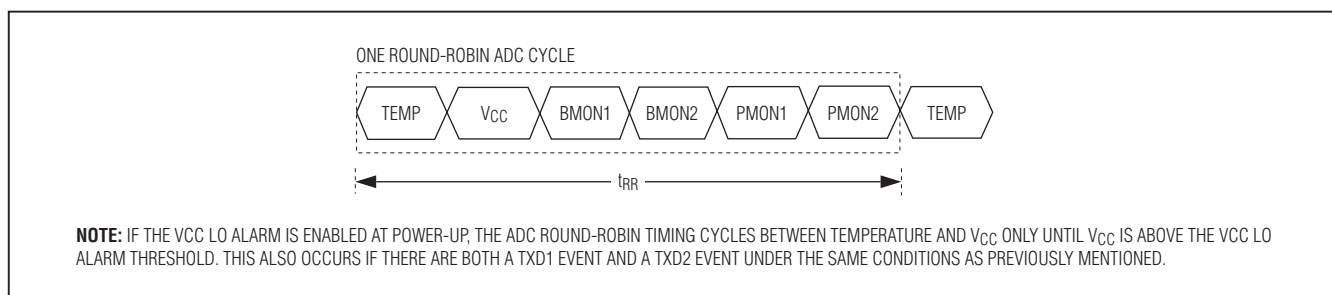 ONE ROUND-ROBIN ADC CYCLE
TEMP VCC BMON1 BMON2 PMON1 PMON2 TEMP
tRR
NOTE: IF THE VCC LO ALARM IS ENABLED AT POWER-UP, THE ADC ROUND-ROBIN TIMING CYCLES BETWEEN TEMPERATURE AND VCC ONLY UNTIL VCC IS ABOVE THE VCC LO
ALARM THRESHOLD. THIS ALSO OCCURS IF THERE ARE BOTH A TXD1 EVENT AND A TXD2 EVENT UNDER THE SAME CONDITIONS AS PREVIOUSLY MENTIONED.